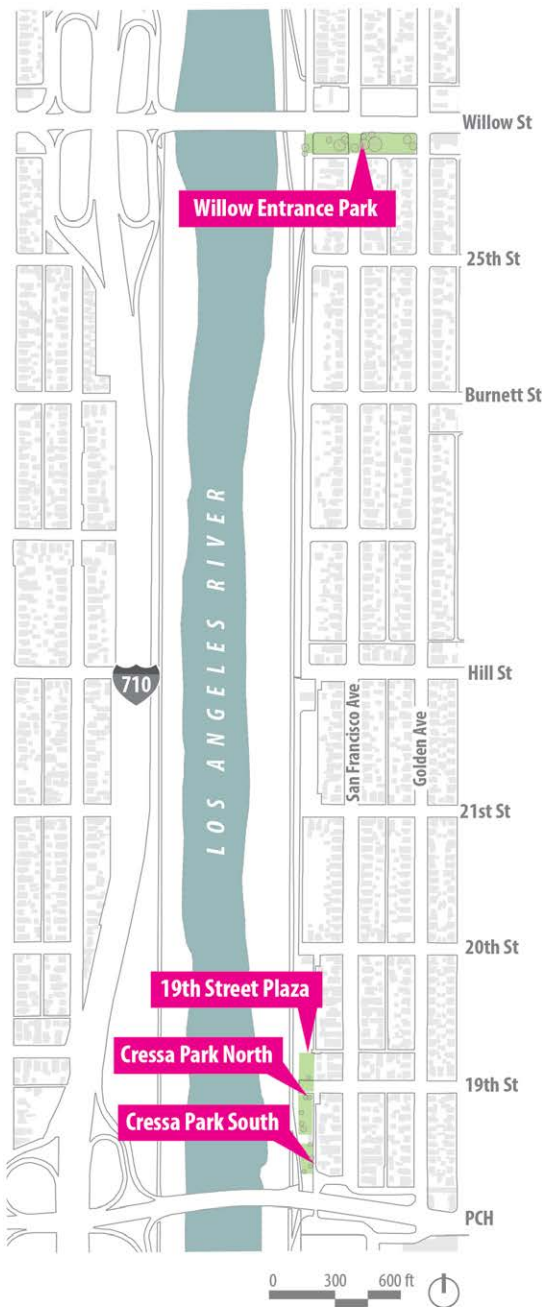 Willow St
Willow Entrance Park
25th St
Burnett St
LOS ANGELES RIVER
Hill St
710
San Francisco Ave
Golden Ave
21st St
20th St
19th Street Plaza
Cressa Park North
19th St
Cressa Park South
PCH
0 300 600 ft